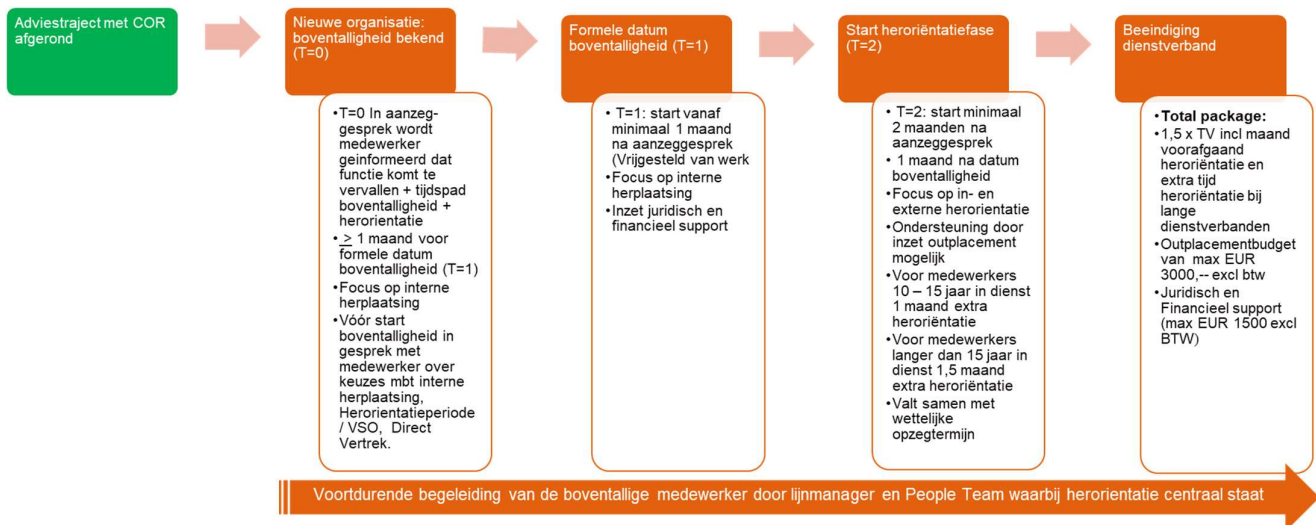 Adviestraject met COR
afgerond
Nieuwe organisatie:
boventalligheid bekend
(T=0)
•T=0 In aanzeg-
gesprek wordt
medewerker
geinformeerd dat
functie komt te
vervallen + tijdspad
boventalligheid +
herorientatie
• > 1 maand voor
formele datum
boventalligheid (T=1)
•Focus op interne
herplaatsing
•Vóór start
boventalligheid in
gesprek met
medewerker over
keuzes mbt interne
herplaatsing,
Herorientatieperiode
/ VSO, Direct
Vertrek.
Formele datum
boventalligheid (T=1)
• T=1: start vanaf
minimaal 1 maand
na aanzeggesprek
(Vrijgesteld van werk
•Focus op interne
herplaatsing
•Inzet juridisch en
financieel support
Start heroriëntatiefase
(T=2)
• T=2: start minimaal
2 maanden na
aanzeggesprek
• 1 maand na datum
boventalligheid
•Focus op in- en
externe herorientatie
•Ondersteuning door
inzet outplacement
mogelijk
•Voor medewerkers
10 – 15 jaar in dienst
1 maand extra
heroriëntatie
•Voor medewerkers
langer dan 15 jaar in
dienst 1,5 maand
extra heroriëntatie
•Valt samen met
wettelijke
opzegtermijn
Beeindiging
dienstverband
•Total package:
•1,5 x TV incl maand
voorafgaand
heroriëntatie en
extra tijd
heroriëntatie bij
lange
dienstverbanden
•Outplacementbudget
van max EUR
3000,-- excl btw
•Juridisch en
Financieel support
(max EUR 1500 excl
BTW)
Voortdurende begeleiding van de boventallige medewerker door lijnmanager en People Team waarbij herorientatie centraal staat